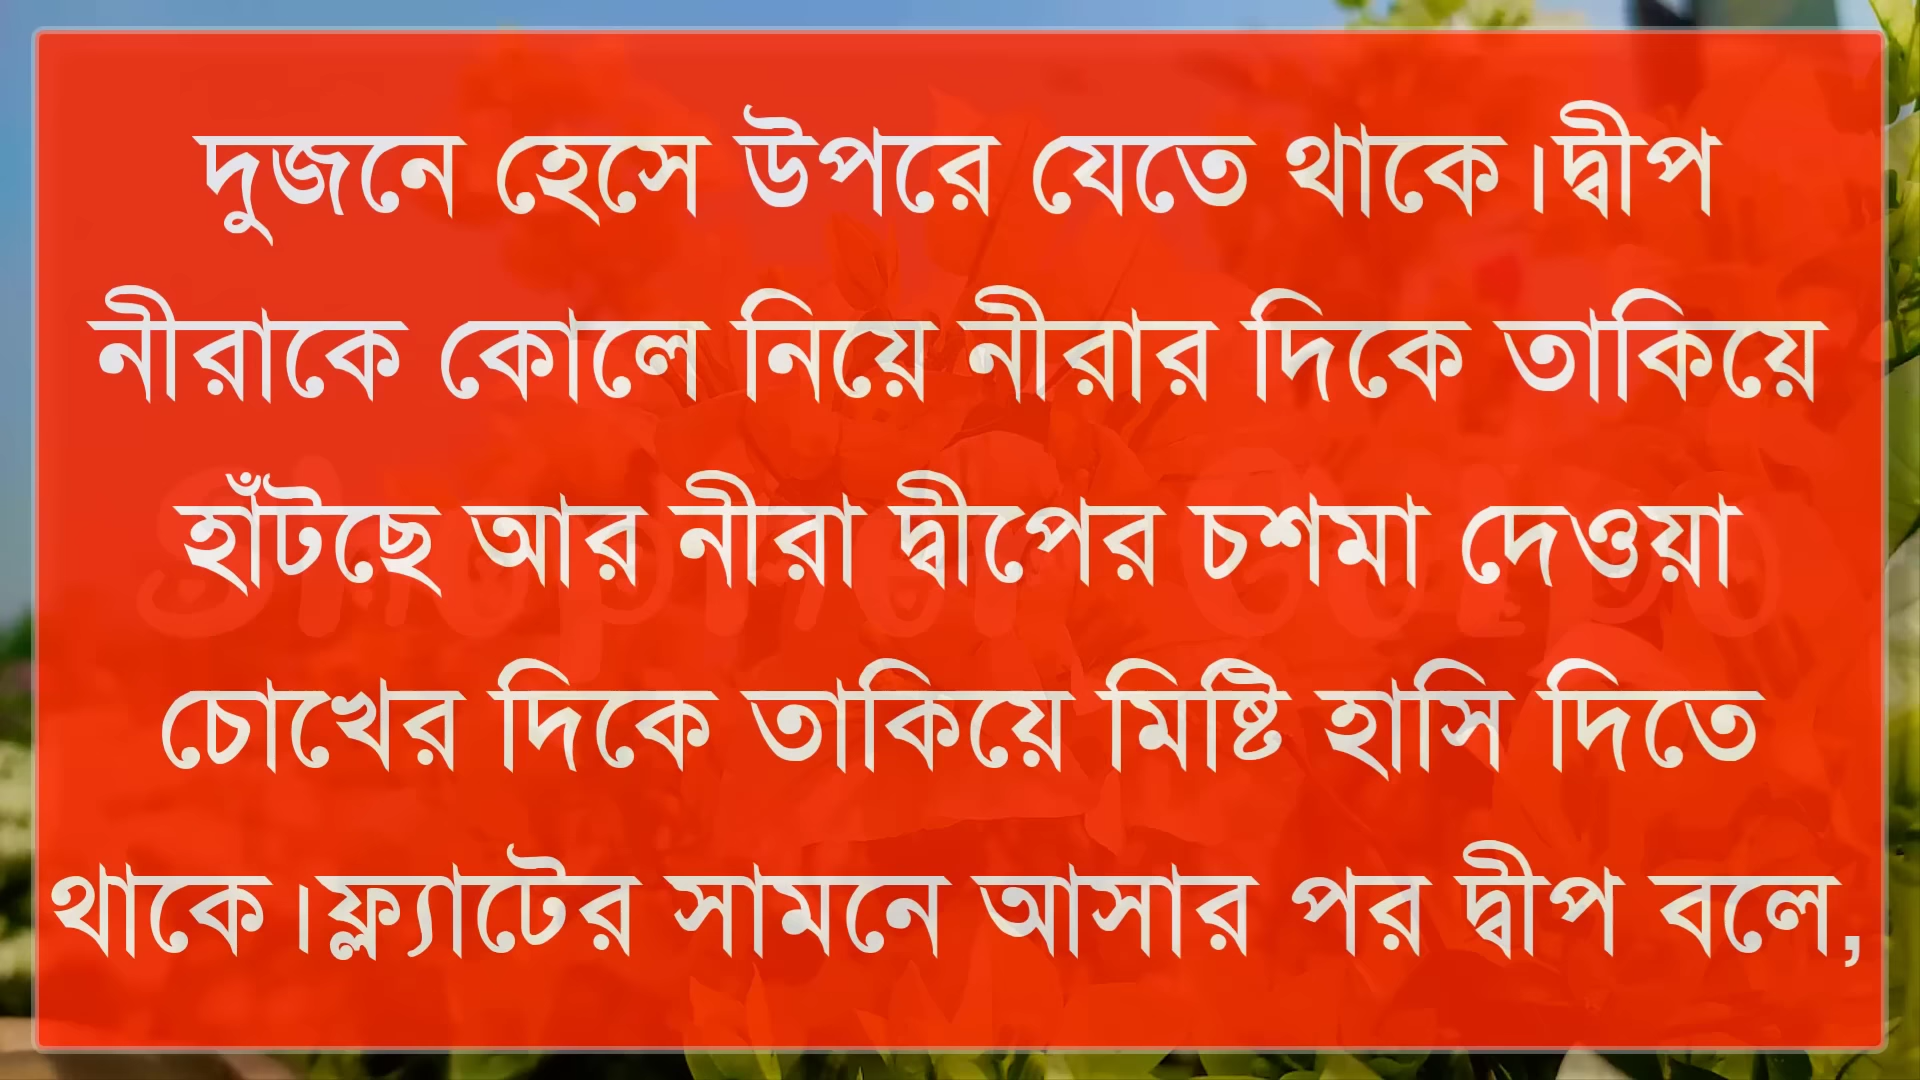 দুজনে হেসে উপরে যেতে থাকে।দ্বীপ
নীরাকে কোলে নিয়ে নীরার দিকে তাকিয়ে
হাঁটছে আর নীরা দ্বীপের চশমা দেওয়া
চোখের দিকে তাকিয়ে মিষ্টি হাসি দিতে
থাকে।ফ্ল্যাটের সামনে আসার পর দ্বীপ বলে,